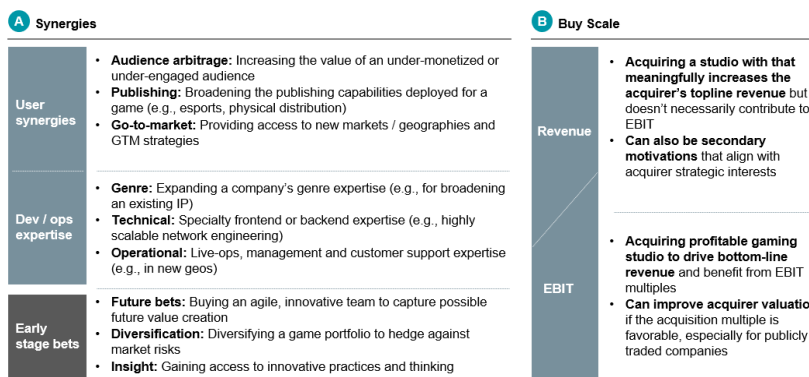 A Synergies
User
synergies
• Audience arbitrage: Increasing the value of an under-monetized or
under-engaged audience
• Publishing: Broadening the publishing capabilities deployed for a
game (e.g., esports, physical distribution)
• Go-to-market: Providing access to new markets / geographies and
GTM strategies
Dev / ops
expertise
• Genre: Expanding a company's genre expertise (e.g., for broadening
an existing IP)
• Technical: Specialty frontend or backend expertise (e.g., highly
scalable network engineering)
• Operational: Live-ops, management and customer support expertise
(e.g., in new geos)
Early
stage bets
• Future bets: Buying an agile, innovative team to capture possible
future value creation
• Diversification: Diversifying a game portfolio to hedge against
market risks
• Insight: Gaining access to innovative practices and thinking
B Buy Scale
Revenue
• Acquiring a studio with that
meaningfully increases the
acquirer's topline revenue but
doesn't necessarily contribute to
EBIT
• Can also be secondary
motivations that align with
acquirer strategic interests
EBIT
• Acquiring profitable gaming
studio to drive bottom-line
revenue and benefit from EBIT
multiples
• Can improve acquirer valuatio
if the acquisition multiple is
favorable, especially for publicly
traded companies